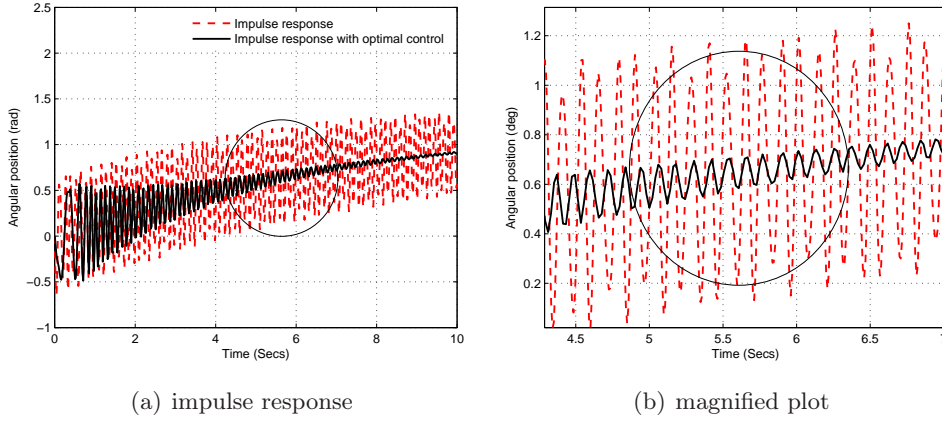 Impulse response
Impulse response with optimal control
Angular position (rad)
2.5
2
1.5
1
0.5
0
−0.5
−1
0 2 4 6 8 10
Time (Secs)
(a) impulse response
Angular position (deg)
1.2
1
0.8
0.6
0.4
0.2
4.5 5 5.5 6 6.5
Time (Secs)
(b) magnified plot